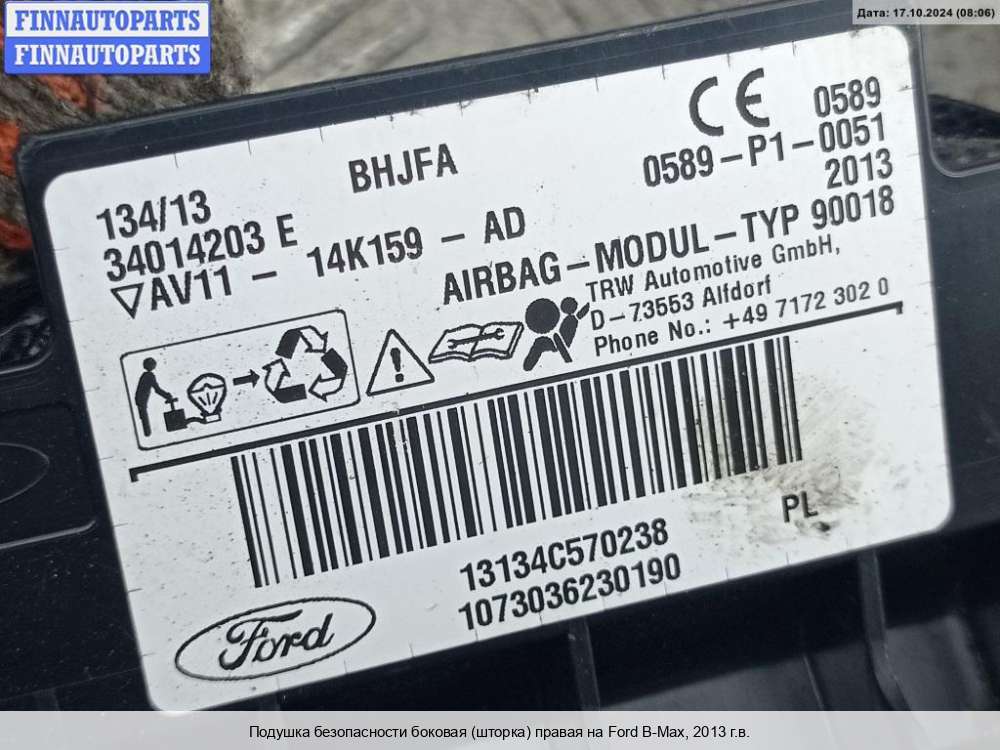 FINNAUTOPARTS
FINNAUTOPARTS
Дата: 17.10.2024 (08:06)
BHJFA
CE 0589
0589-P1-0051
2013
134/13
34014203 E
AV11 - 14K159 - AD
AIRBAG-MODUL-TYP 90018
TRW Automotive GmbH,
D-73553 Alfdorf
Phone No.: +49 7172 302 0
PL
13134C570238
1073036230190
Ford
Подушка безопасности боковая (шторка) правая на Ford B-Max, 2013 г.в.